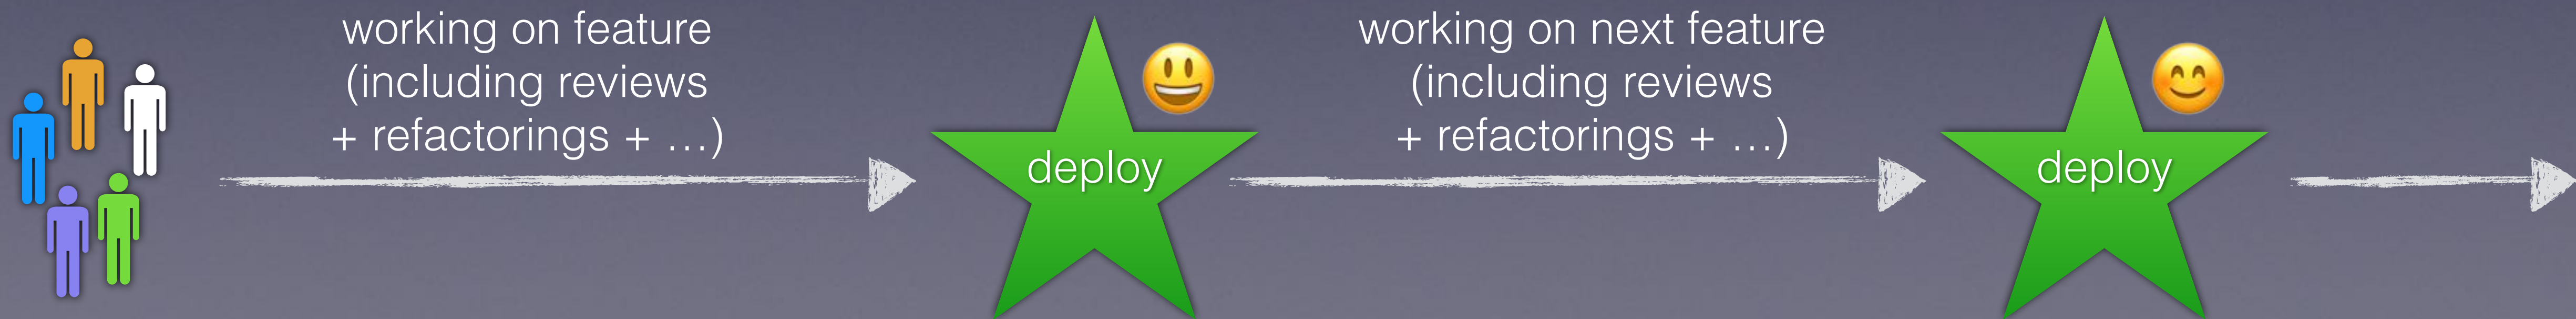 working on feature
(including reviews
+ refactorings + …)
deploy
working on next feature
(including reviews
+ refactorings + …)
deploy